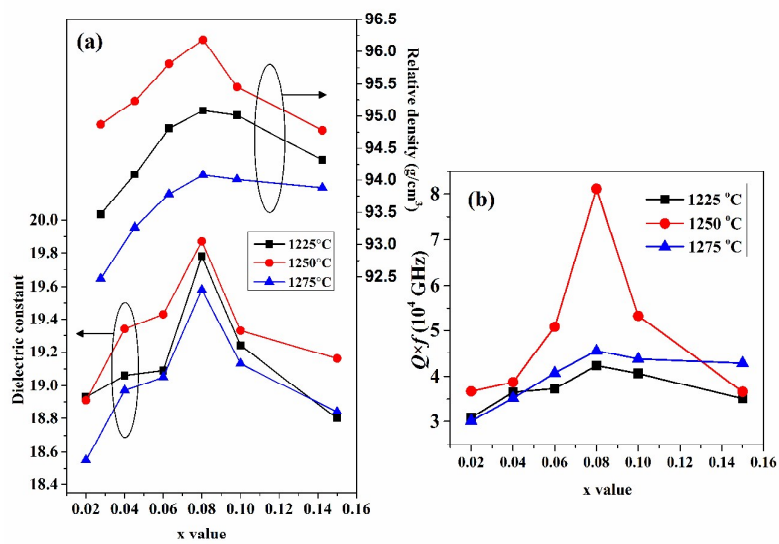 (a)
96.5
96.0
95.5
95.0
94.5
94.0
93.5
93.0
92.5
Relative density (g/cm³)
20.0
19.8
19.6
19.4
19.2
19.0
18.8
18.6
18.4
Dielectric constant
1225°C
1250°C
1275°C
0.02 0.04 0.06 0.08 0.10 0.12 0.14 0.16
x value
(b)
8
7
6
5
4
3
Q×f (10⁴ GHz)
1225 °C
1250 °C
1275 °C
0.02 0.04 0.06 0.08 0.10 0.12 0.14 0.16
x value